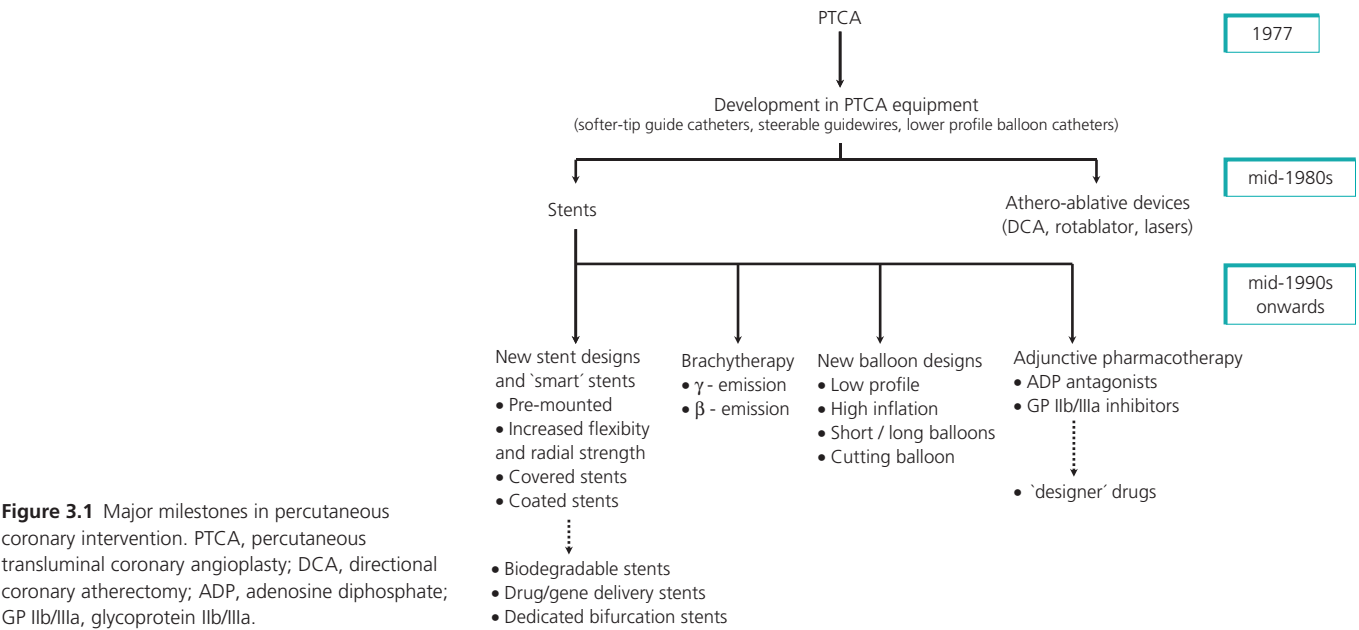 PTCA
1977
Development in PTCA equipment
(softer-tip guide catheters, steerable guidewires, lower profile balloon catheters)
mid-1980s
Stents
Athero-ablative devices
(DCA, rotablator, lasers)
mid-1990s
onwards
New stent designs
and `smart´ stents
• Pre-mounted
• Increased flexibity
and radial strength
• Covered stents
• Coated stents
• Biodegradable stents
• Drug/gene delivery stents
• Dedicated bifurcation stents
Brachytherapy
• γ - emission
• β - emission
New balloon designs
• Low profile
• High inflation
• Short / long balloons
• Cutting balloon
Adjunctive pharmacotherapy
• ADP antagonists
• GP IIb/IIIa inhibitors
• `designer´ drugs
Figure 3.1 Major milestones in percutaneous
coronary intervention. PTCA, percutaneous
transluminal coronary angioplasty; DCA, directional
coronary atherectomy; ADP, adenosine diphosphate;
GP IIb/IIIa, glycoprotein IIb/IIIa.